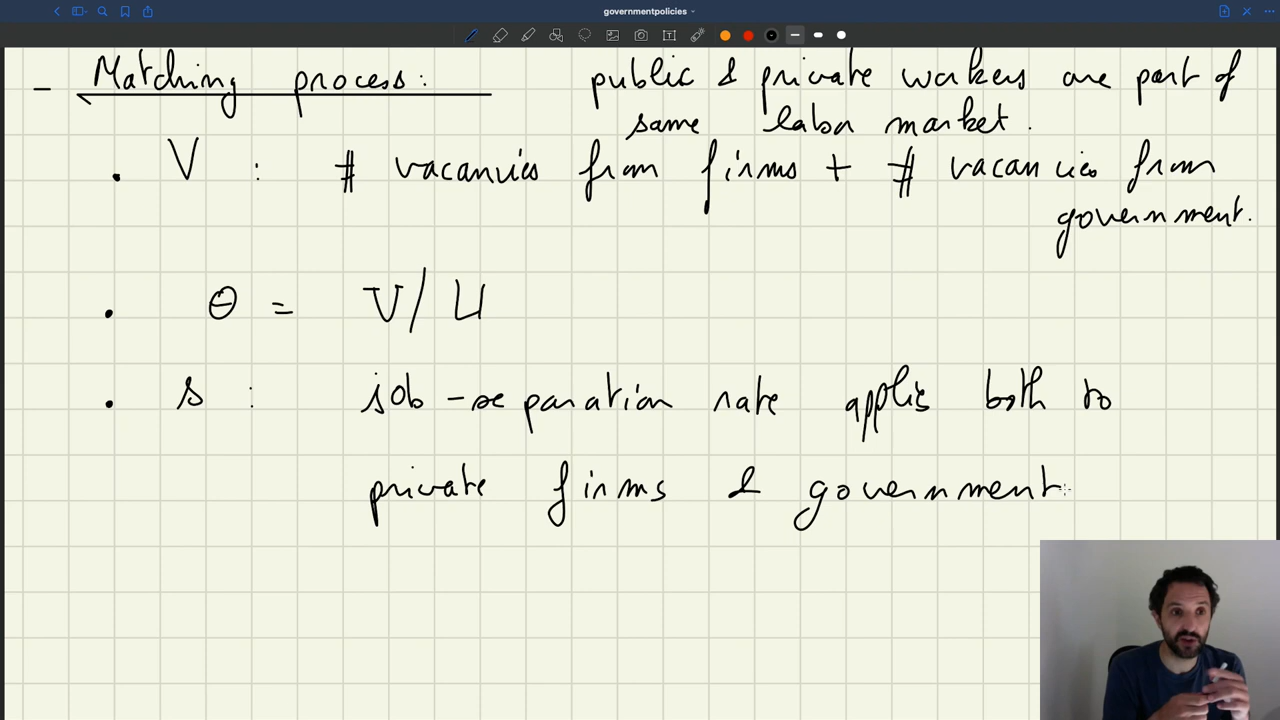 governmentpolicies
- Matching process: public & private workers are part of
same labor market.
• V : # vacancies from firms + # vacancies from
government.
• θ = V/U
• s : job-separation rate applies both to
private firms & government.